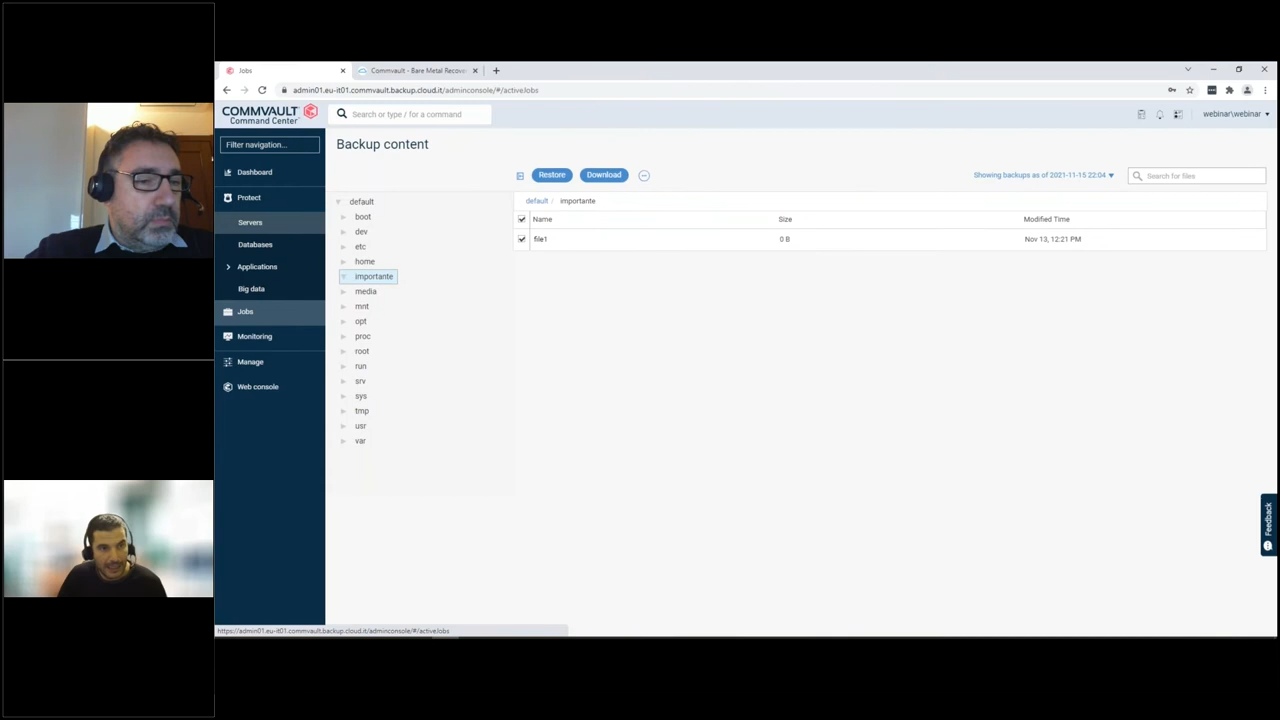 Jobs
Commvault - Bare Metal Recove
admin01.eu-it01.commvault.backup.cloud.it/adminconsole/#/activeJobs
COMMVAULT
Command Center
Search or type / for a command
webinar\webinar
Filter navigation...
Dashboard
Protect
Servers
Databases
Applications
Big data
Jobs
Monitoring
Manage
Web console
Backup content
Restore
Download
Showing backups as of 2021-11-15 22:04
Search for files
default
boot
dev
etc
home
importante
media
mnt
opt
proc
root
run
srv
sys
tmp
usr
var
default / importante
Name Size Modified Time
file1 0 B Nov 13, 12:21 PM
Feedback
https://admin01.eu-it01.commvault.backup.cloud.it/adminconsole/#/activeJobs